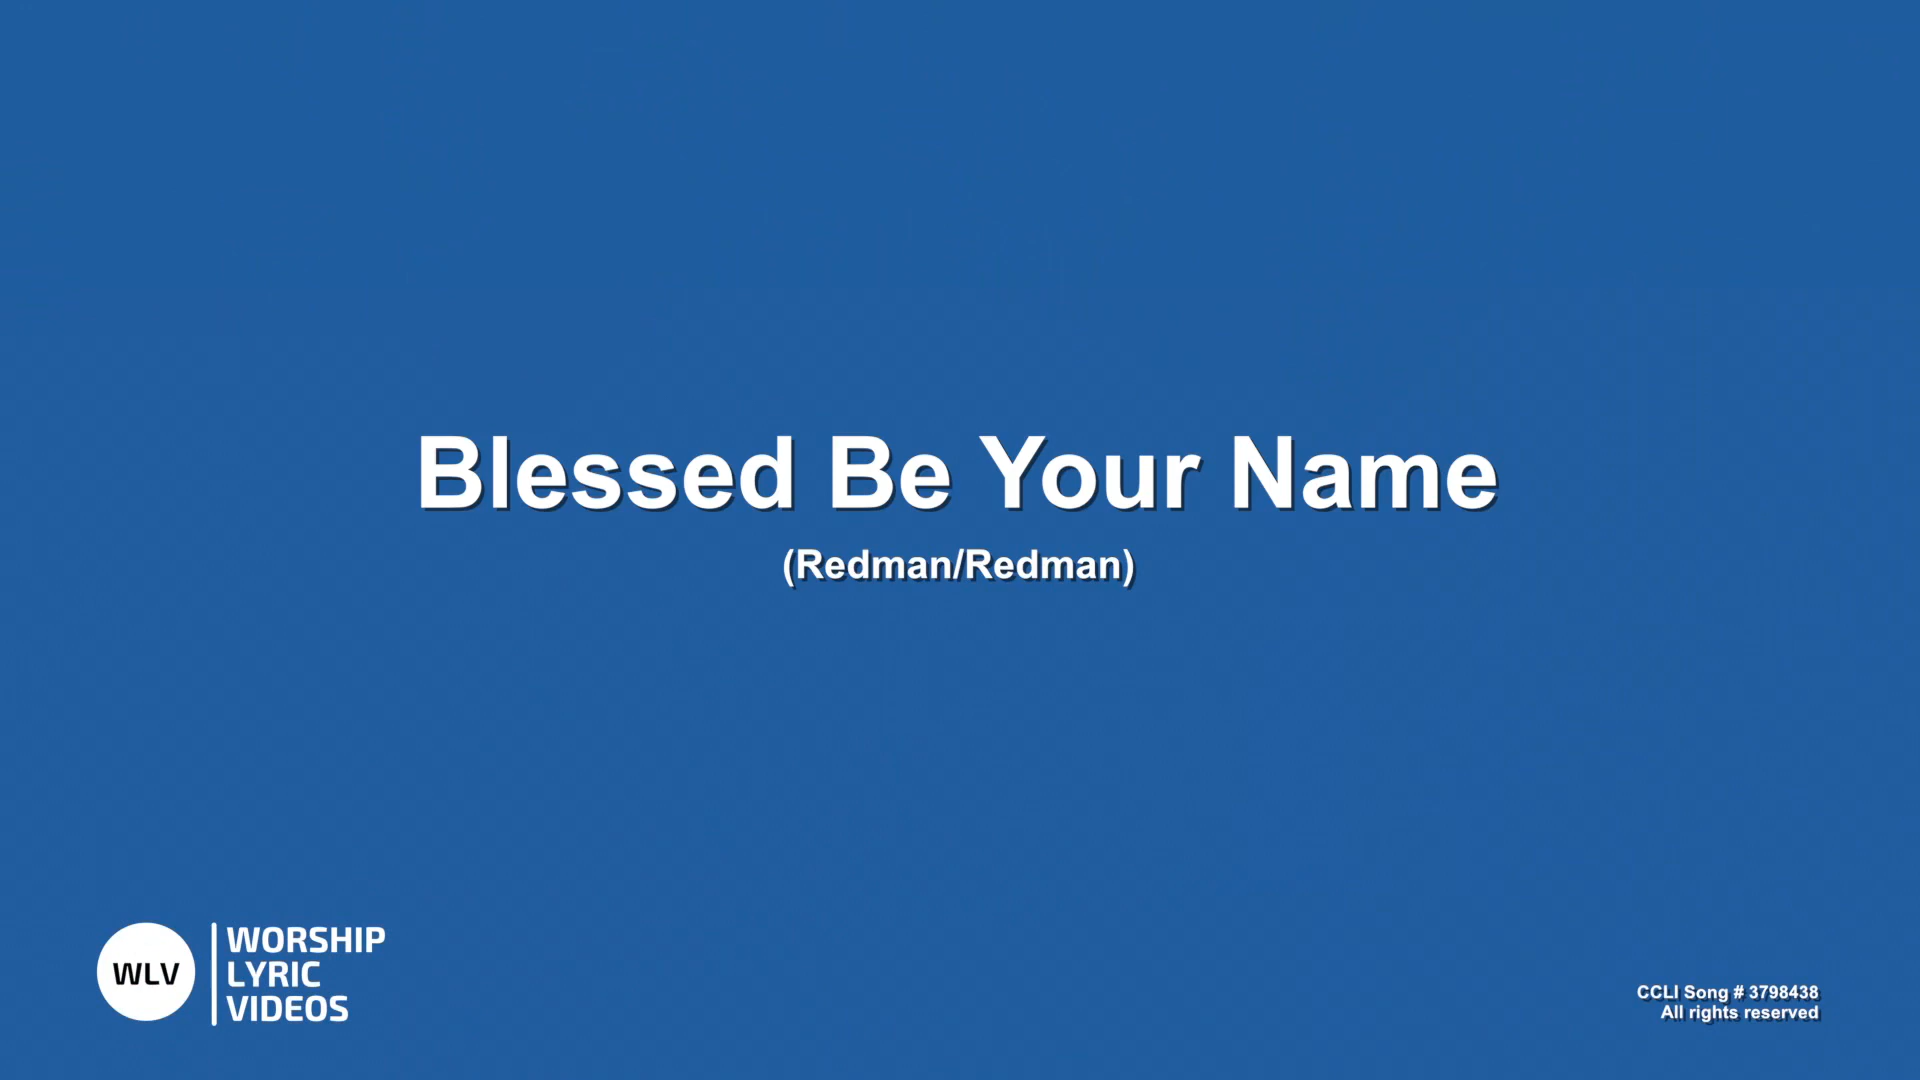 Blessed Be Your Name
(Redman/Redman)
WLV
WORSHIP
LYRIC
VIDEOS
CCLI Song # 3798438
All rights reserved